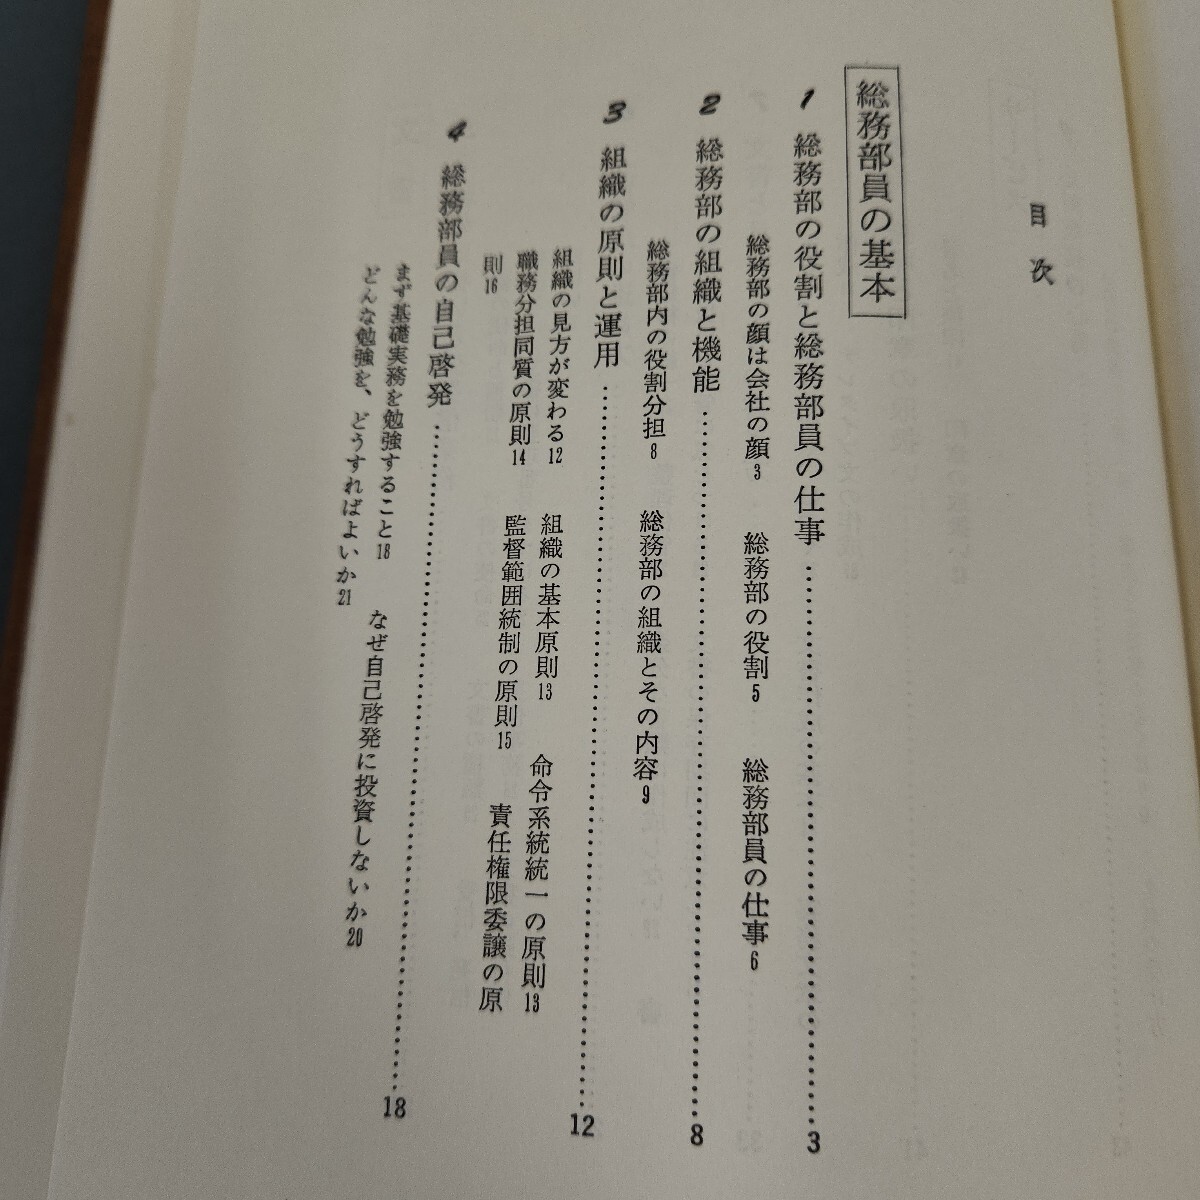 目次
総務部員の基本
1 総務部の役割と総務部員の仕事……3
総務部の顔は会社の顔3 総務部の役割5 総務部員の仕事6
2 総務部の組織と機能……8
総務部内の役割分担8 総務部の組織とその内容9
3 組織の原則と運用……12
組織の見方が変わる12 組織の基本原則13 命令系統統一の原則13
職務分担同質の原則14 監督範囲統制の原則15 責任権限委譲の原
則16
4 総務部員の自己啓発……18
まず基礎実務を勉強すること18 なぜ自己啓発に投資しないか20
どんな勉強を、どうすればよいか21